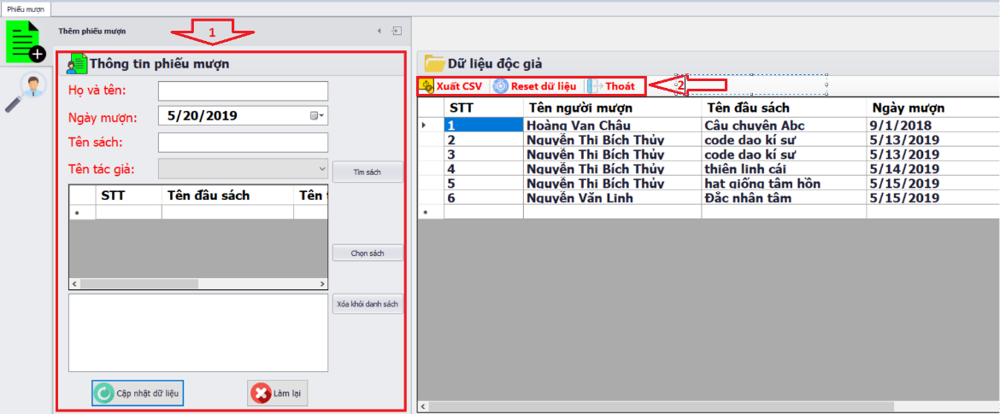 Phiếu mượn
Thêm phiếu mượn
1
Thông tin phiếu mượn
Họ và tên:
Ngày mượn:
5/20/2019
Tên sách:
Tên tác giả:
Tìm sách
STT Tên đầu sách Tên t
*
Chọn sách
Xóa khỏi danh sách
Cập nhật dữ liệu
Làm lại
Dữ liệu độc giả
Xuất CSV Reset dữ liệu Thoát
2
STT Tên người mượn Tên đầu sách Ngày mượn
1 Hoàng Van Châu Câu chuyên Abc 9/1/2018
2 Nguyễn Thi Bích Thủy code dao kí sư 5/13/2019
3 Nguyễn Thi Bích Thủy code dao kí sư 5/13/2019
4 Nguyễn Thi Bích Thủy thiên linh cái 5/14/2019
5 Nguyễn Thi Bích Thủy hat giống tâm hồn 5/15/2019
6 Nguyễn Văn Linh Đắc nhân tâm 5/15/2019
*